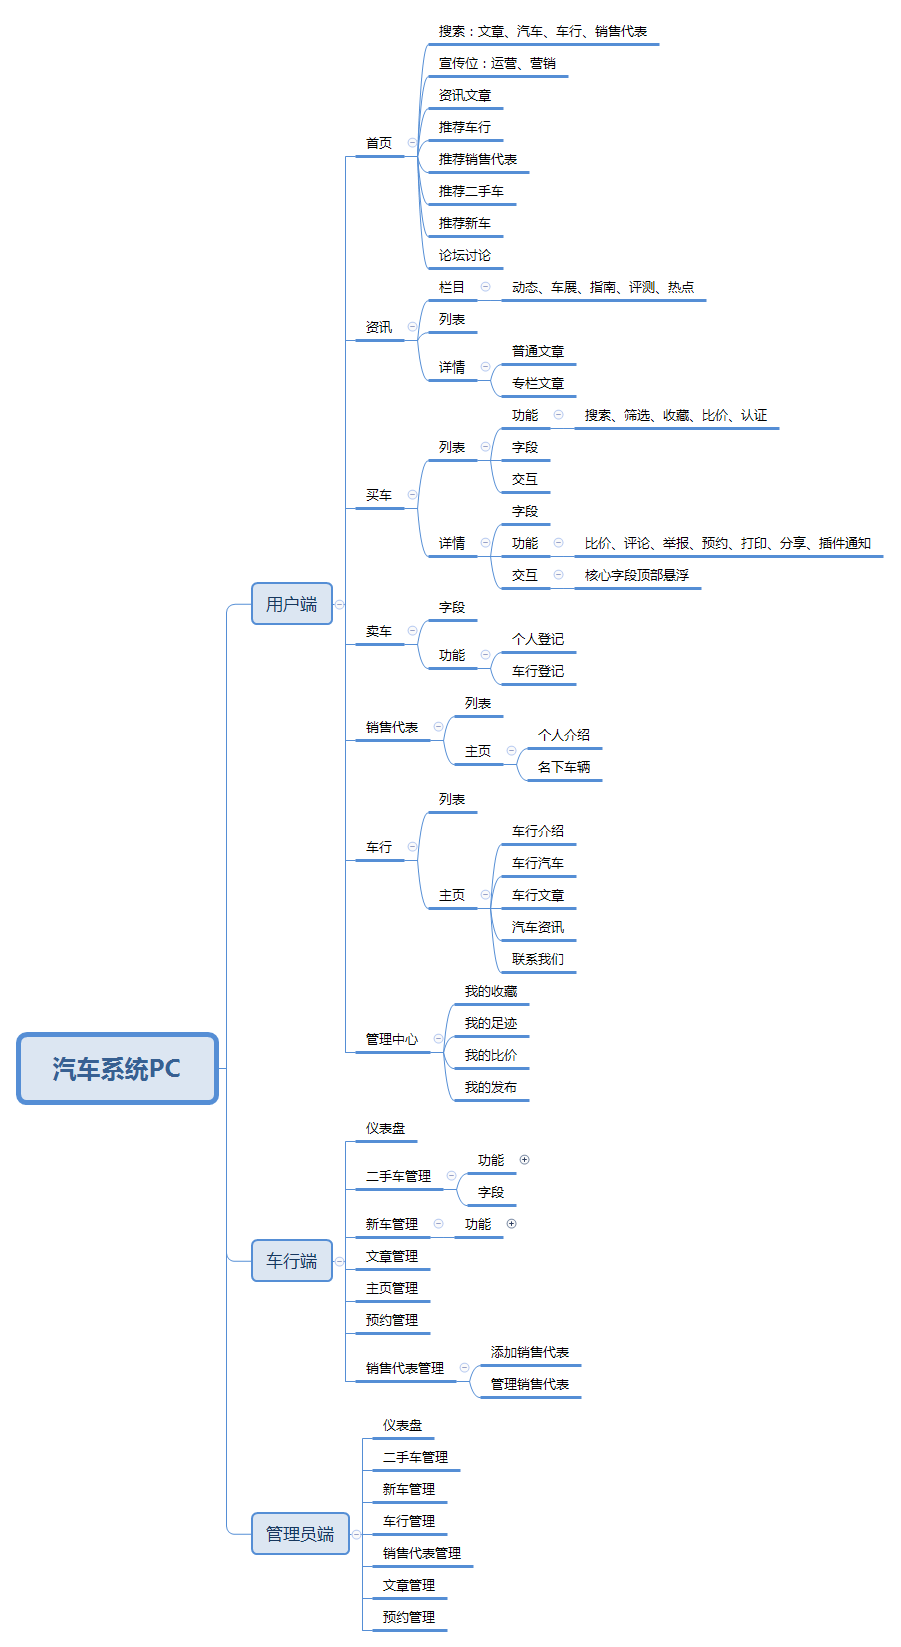 搜索：文章、汽车、车行、销售代表
宣传位：运营、营销
资讯文章
推荐车行
首页
推荐销售代表
推荐二手车
推荐新车
论坛讨论
栏目
动态、车展、指南、评测、热点
资讯
列表
详情
普通文章
专栏文章
功能
搜索、筛选、收藏、比价、认证
列表
字段
交互
买车
字段
详情
功能
比价、评论、举报、预约、打印、分享、插件通知
交互
核心字段顶部悬浮
用户端
字段
卖车
功能
个人登记
车行登记
列表
销售代表
主页
个人介绍
名下车辆
列表
车行
车行介绍
车行汽车
主页
车行文章
汽车资讯
联系我们
我的收藏
我的足迹
管理中心
我的比价
我的发布
汽车系统PC
仪表盘
二手车管理
功能
字段
新车管理
功能
车行端
文章管理
主页管理
预约管理
销售代表管理
添加销售代表
管理销售代表
仪表盘
二手车管理
新车管理
管理员端
车行管理
销售代表管理
文章管理
预约管理